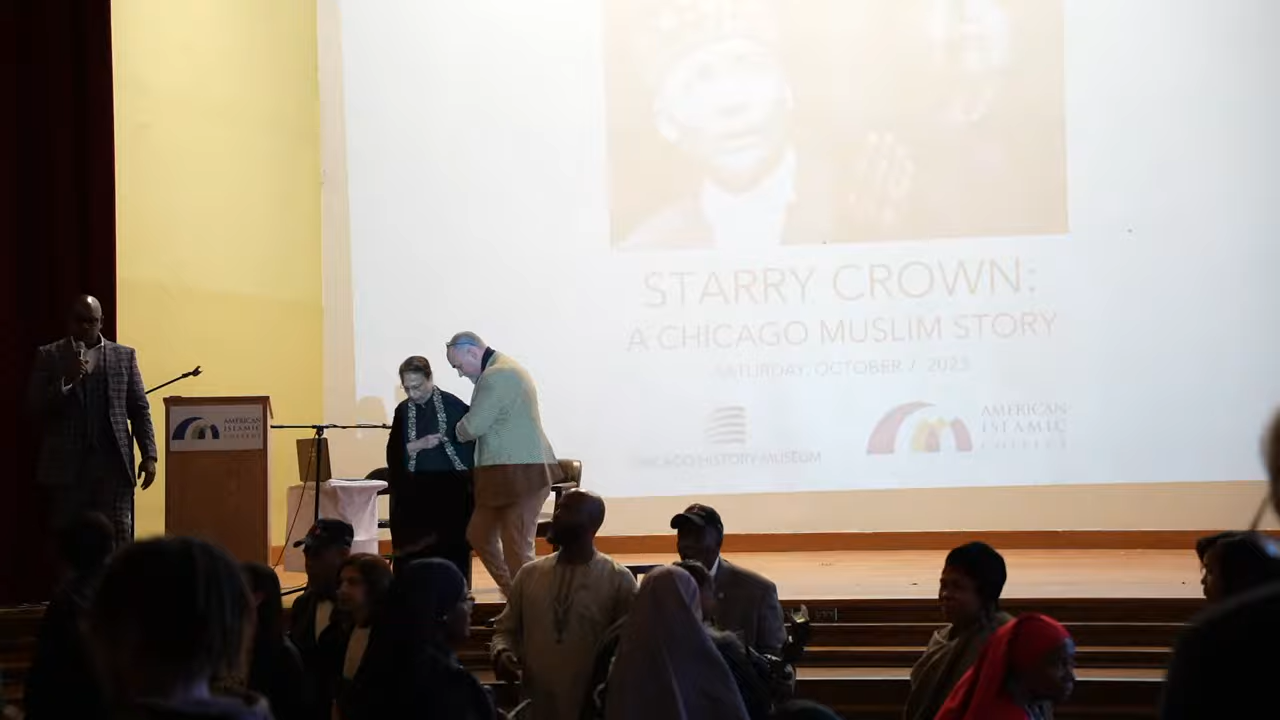 STARRY CROWN:
A CHICAGO MUSLIM STORY
SATURDAY, OCTOBER 7 2023
CHICAGO HISTORY MUSEUM
AMERICAN
ISLAMIC
COLLEGE
AMERICAN
ISLAMIC
COLLEGE